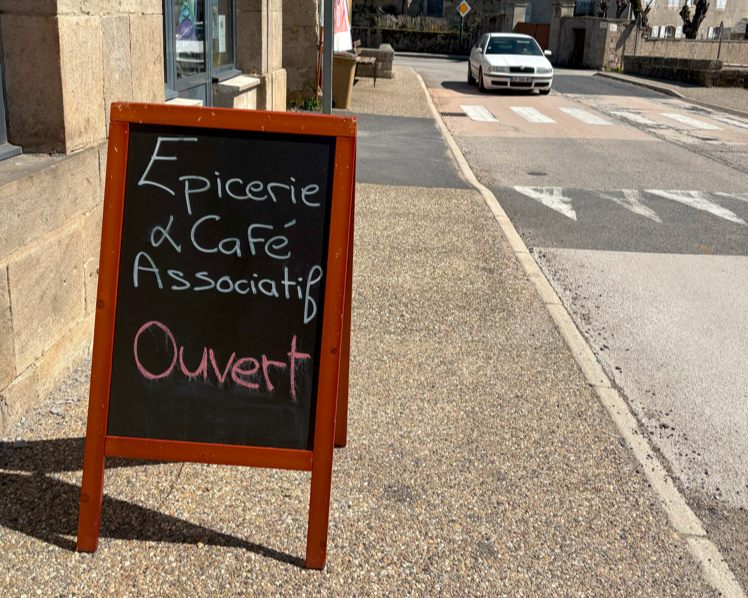 Epicerie
& Café
Associatif
Ouvert